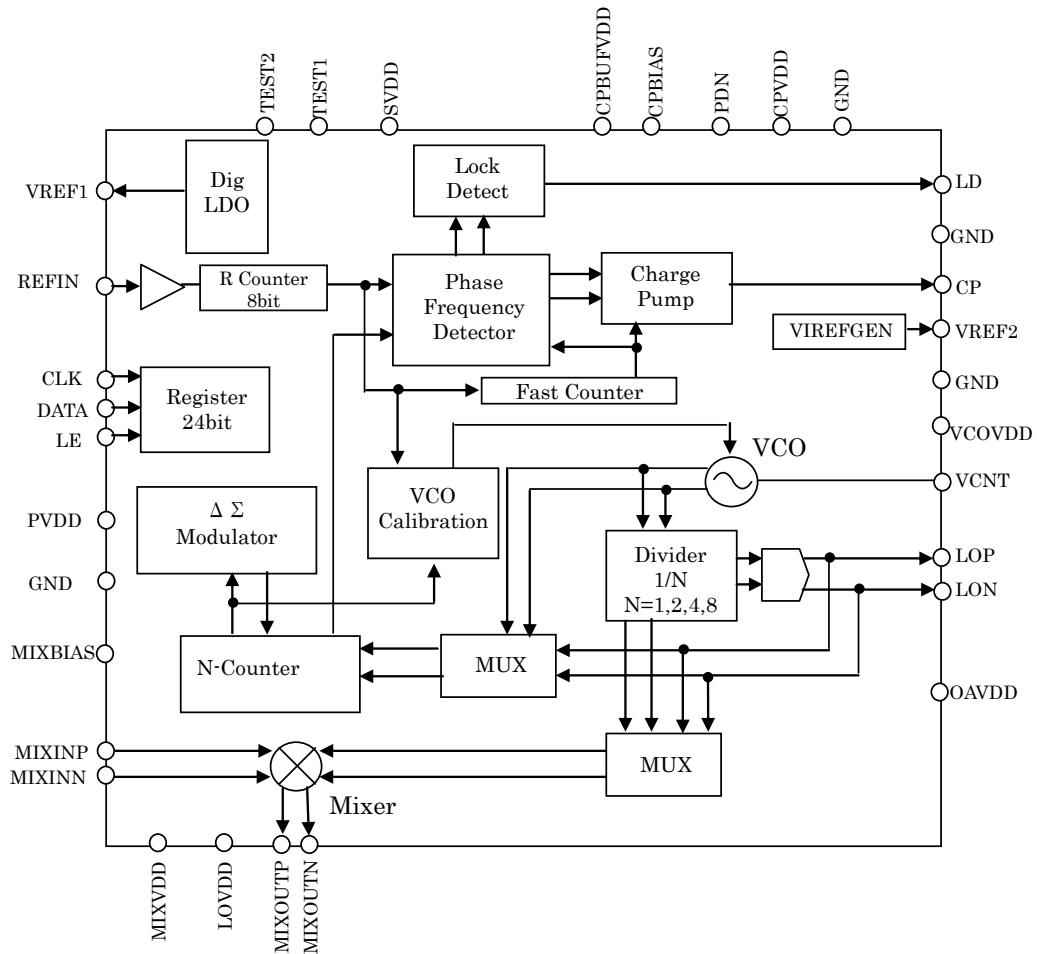 TEST2
TEST1
SVDD
CPBUFVDD
CPBIAS
PDN
CPVDD
GND
VREF1
Dig
LDO
Lock
Detect
LD
GND
REFIN
R Counter
8bit
Phase
Frequency
Detector
Charge
Pump
CP
VIREFGEN
VREF2
CLK
DATA
LE
Register
24bit
Fast Counter
GND
VCOVDD
VCO
VCNT
Δ Σ
Modulator
VCO
Calibration
PVDD
GND
Divider
1/N
N=1,2,4,8
LOP
LON
MIXBIAS
N-Counter
MUX
OAVDD
MIXINP
MIXINN
Mixer
MUX
MIXVDD
LOVDD
MIXOUTP
MIXOUTN